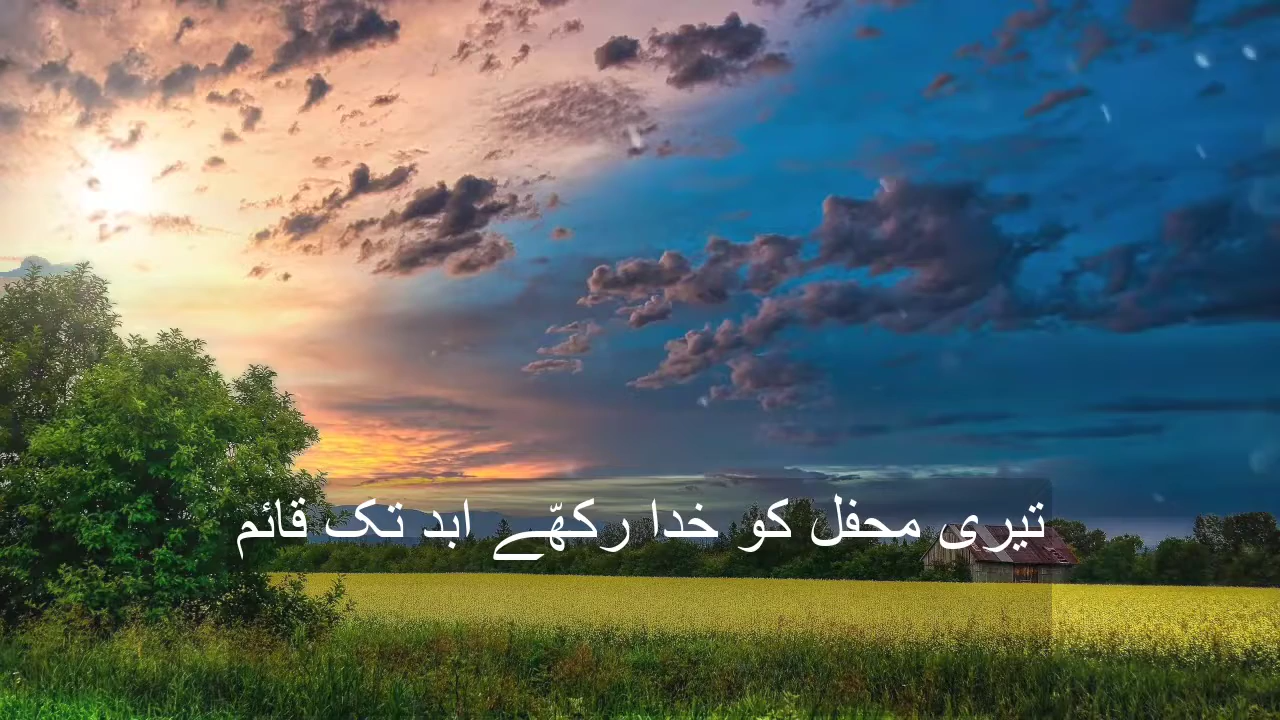 تیری محفل کو خدا رکھّے ابد تک قائم